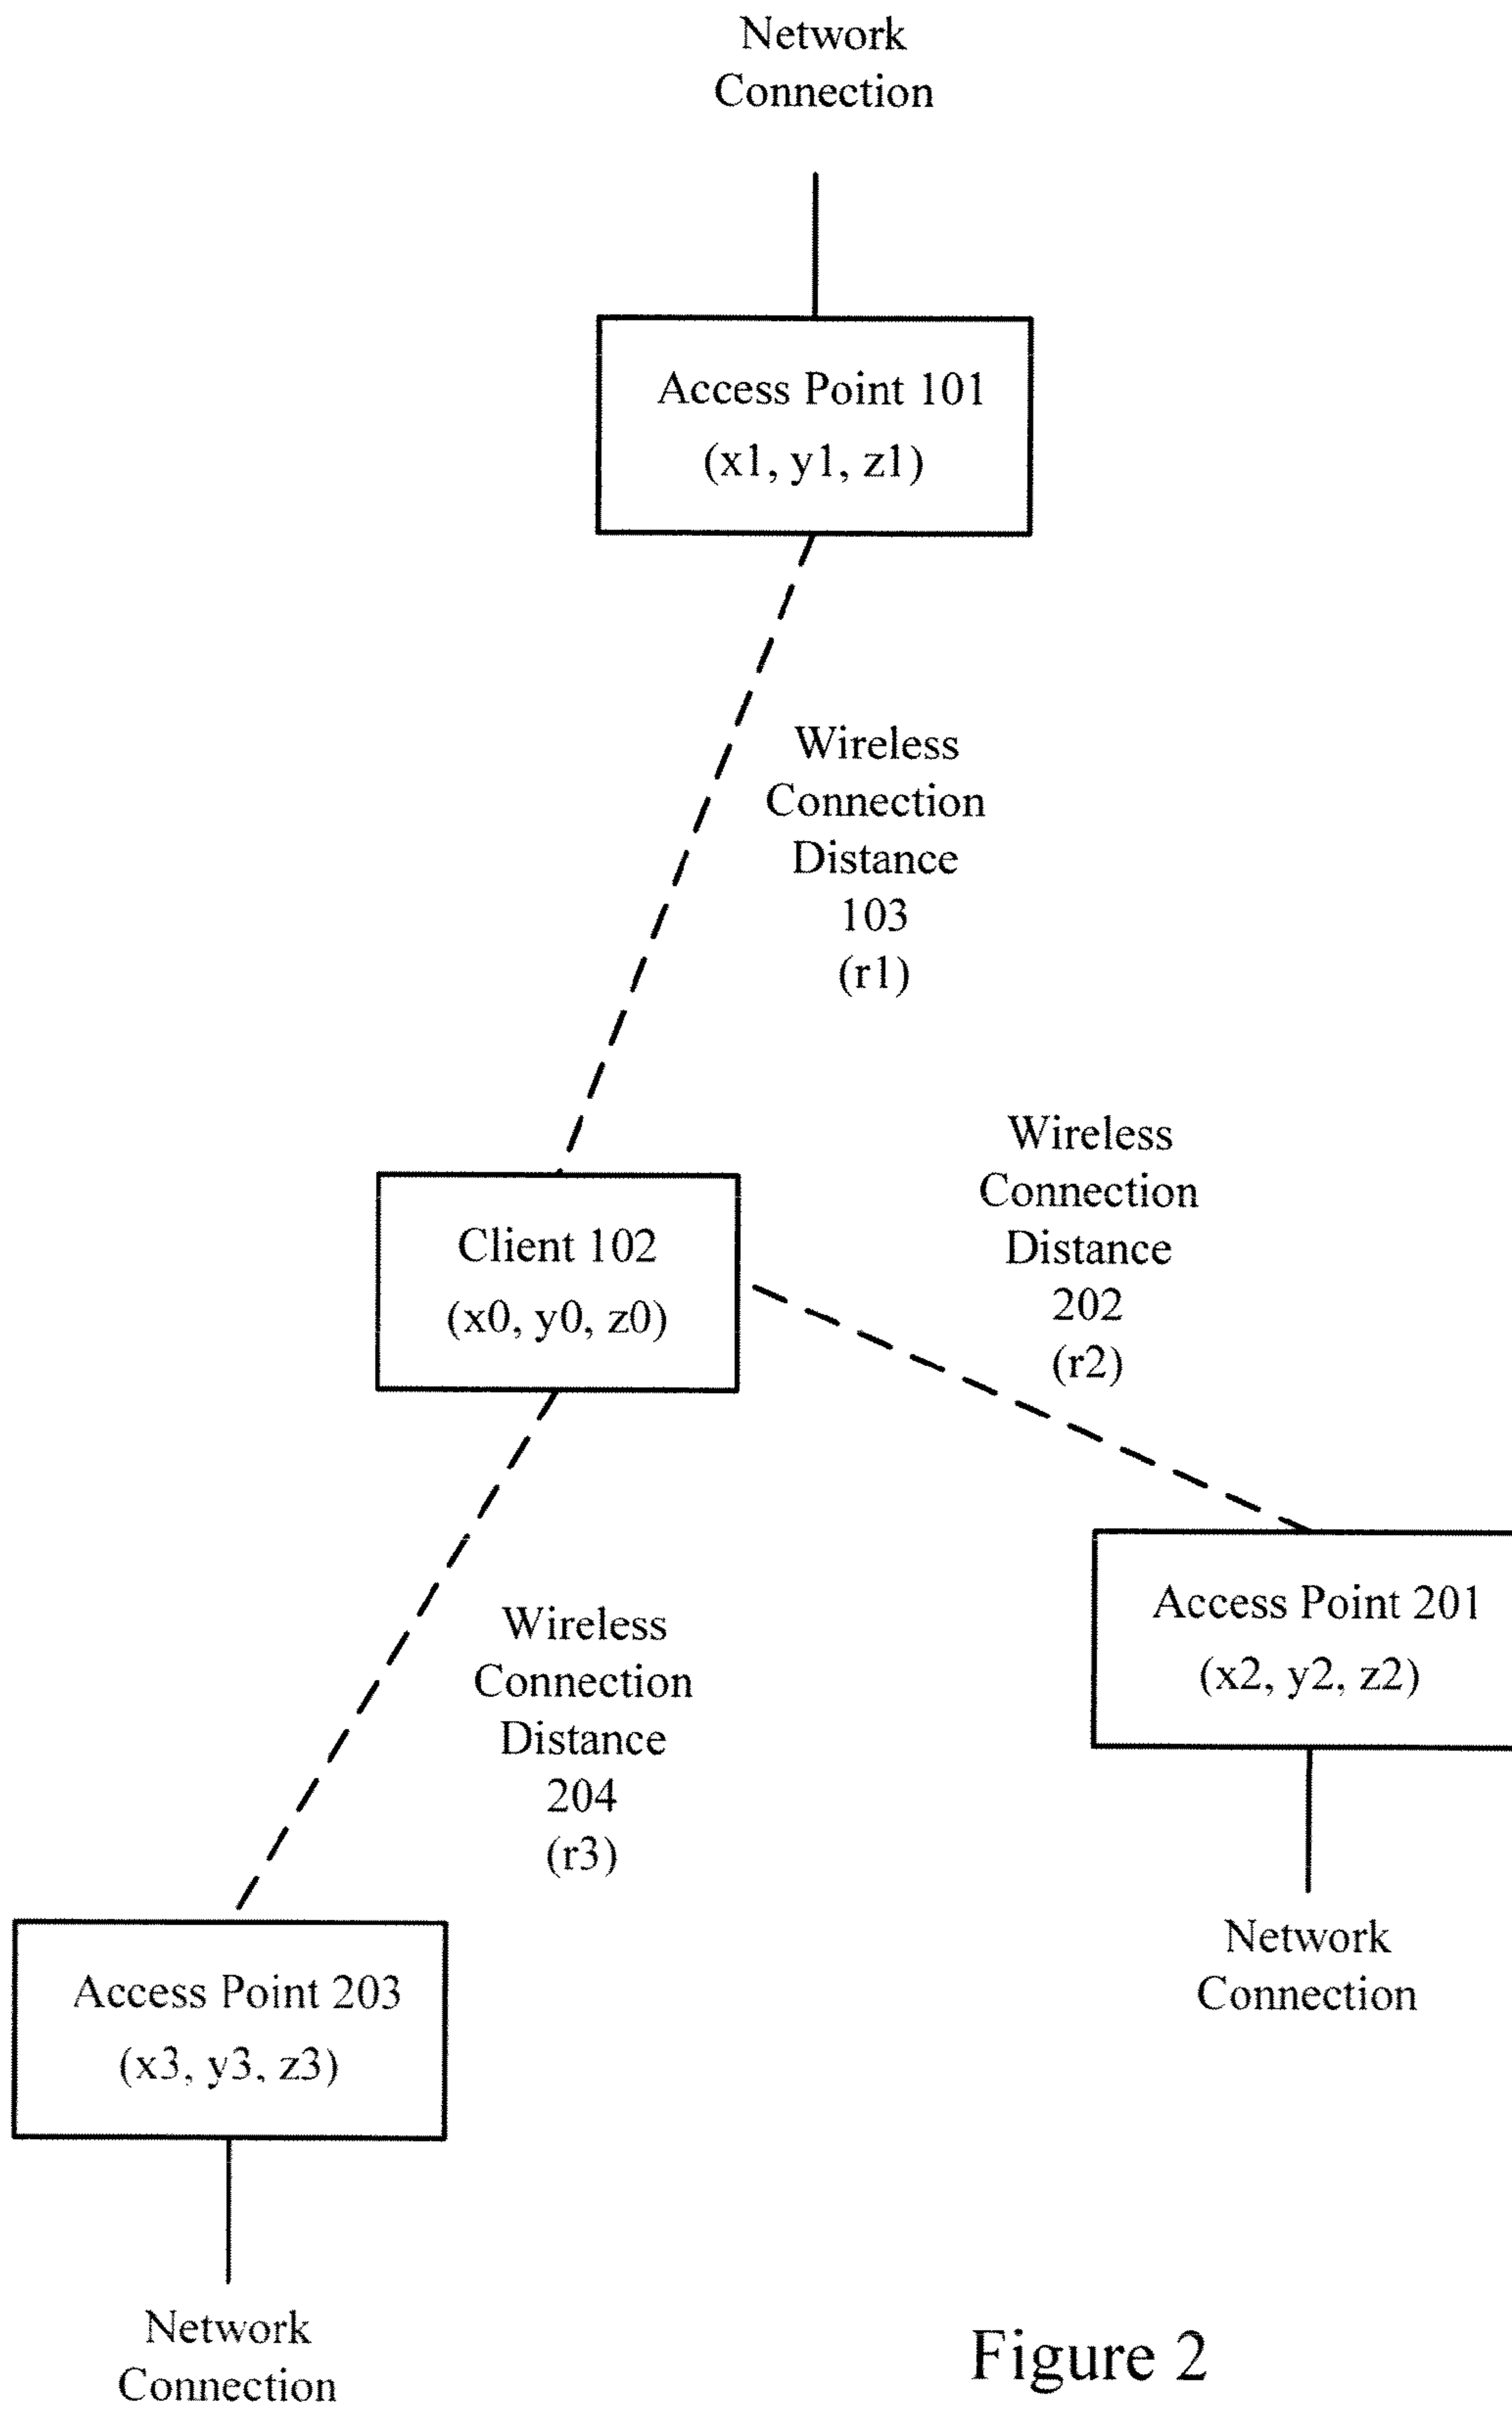 Network
Connection
Access Point 101
(x1, y1, z1)
Wireless
Connection
Distance
103
(r1)
Wireless
Connection
Distance
202
(r2)
Client 102
(x0, y0, z0)
Wireless
Connection
Distance
204
(r3)
Access Point 201
(x2, y2, z2)
Network
Connection
Access Point 203
(x3, y3, z3)
Network
Connection
Figure 2